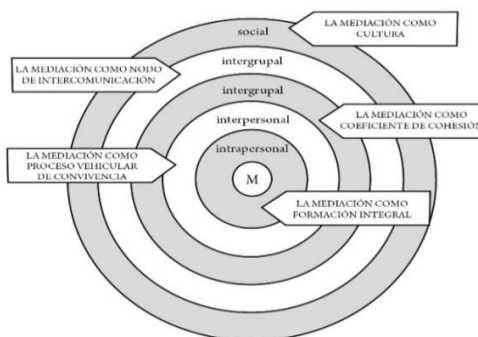 social
LA MEDIACIÓN COMO
CULTURA
LA MEDIACIÓN COMO NODO
DE INTERCOMUNICACIÓN
intergrupal
intergrupal
LA MEDIACIÓN COMO
COEFICIENTE DE COHESIÓN
interpersonal
LA MEDIACIÓN COMO
PROCESO VEHICULAR
DE CONVIVENCIA
intrapersonal
M
LA MEDIACIÓN COMO
FORMACIÓN INTEGRAL